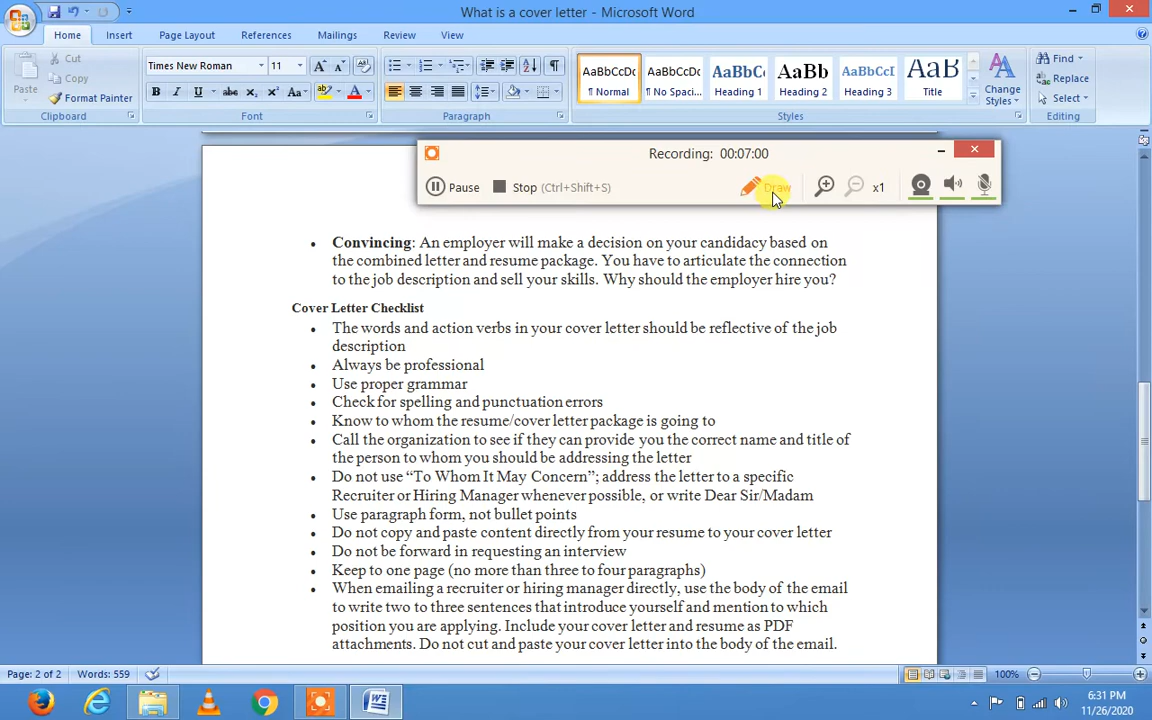 What is a cover letter - Microsoft Word
Home Insert Page Layout References Mailings Review View
Paste
Cut
Copy
Format Painter
Clipboard
Times New Roman 11
B I U abc x₂ x² Aa
Font
Paragraph
AaBbCcDc AaBbCcDc AaBbC AaBb AaBbCcI AaB
¶ Normal ¶ No Spaci... Heading 1 Heading 2 Heading 3 Title
Change
Styles
Styles
Find
Replace
Select
Editing
Recording: 00:07:00
Pause Stop (Ctrl+Shift+S) Draw x1
• Convincing: An employer will make a decision on your candidacy based on
the combined letter and resume package. You have to articulate the connection
to the job description and sell your skills. Why should the employer hire you?
Cover Letter Checklist
• The words and action verbs in your cover letter should be reflective of the job
description
• Always be professional
• Use proper grammar
• Check for spelling and punctuation errors
• Know to whom the resume/cover letter package is going to
• Call the organization to see if they can provide you the correct name and title of
the person to whom you should be addressing the letter
• Do not use “To Whom It May Concern”; address the letter to a specific
Recruiter or Hiring Manager whenever possible, or write Dear Sir/Madam
• Use paragraph form, not bullet points
• Do not copy and paste content directly from your resume to your cover letter
• Do not be forward in requesting an interview
• Keep to one page (no more than three to four paragraphs)
• When emailing a recruiter or hiring manager directly, use the body of the email
to write two to three sentences that introduce yourself and mention to which
position you are applying. Include your cover letter and resume as PDF
attachments. Do not cut and paste your cover letter into the body of the email.
Page: 2 of 2 Words: 559 100%
6:31 PM
11/26/2020